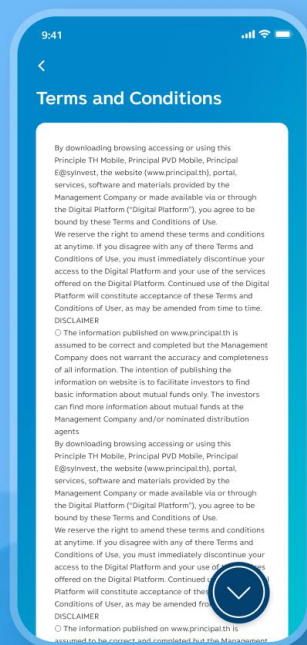 9:41
Terms and Conditions
By downloading browsing accessing or using this
Principle TH Mobile, Principal PVD Mobile, Principal
E@syInvest, the website (www.principal.th), portal,
services, software and materials provided by the
Management Company or made available via or through
the Digital Platform ("Digital Platform"), you agree to be
bound by these Terms and Conditions of Use.
We reserve the right to amend these terms and conditions
at anytime. If you disagree with any of there Terms and
Conditions of Use, you must immediately discontinue your
access to the Digital Platform and your use of the services
offered on the Digital Platform. Continued use of the Digital
Platform will constitute acceptance of these Terms and
Conditions of User, as may be amended from time to time.
DISCLAIMER
○ The information published on www.principal.th is
assumed to be correct and completed but the Management
Company does not warrant the accuracy and completeness
of all information. The intention of publishing the
information on website is to facilitate investors to find
basic information about mutual funds only. The investors
can find more information about mutual funds at the
Management Company and/or nominated distribution
agents
By downloading browsing accessing or using this
Principle TH Mobile, Principal PVD Mobile, Principal
E@syInvest, the website (www.principal.th), portal,
services, software and materials provided by the
Management Company or made available via or through
the Digital Platform ("Digital Platform"), you agree to be
bound by these Terms and Conditions of Use.
We reserve the right to amend these terms and conditions
at anytime. If you disagree with any of there Terms and
Conditions of Use, you must immediately discontinue your
access to the Digital Platform and your use of
offered on the Digital Platform. Continued
Platform will constitute acceptance of
Conditions of User, as may be amended
DISCLAIMER
○ The information published on www.principal.th is
assumed to be correct and completed but the Management